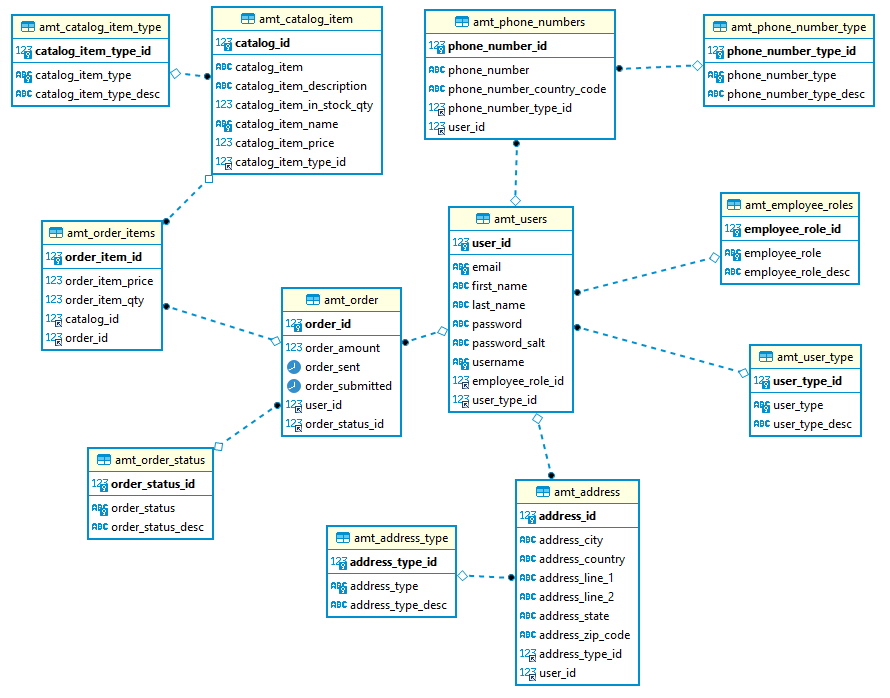 amt_catalog_item_type
catalog_item_type_id
catalog_item_type
catalog_item_type_desc
amt_catalog_item
catalog_id
catalog_item
catalog_item_description
catalog_item_in_stock_qty
catalog_item_name
catalog_item_price
catalog_item_type_id
amt_phone_numbers
phone_number_id
phone_number
phone_number_country_code
phone_number_type_id
user_id
amt_phone_number_type
phone_number_type_id
phone_number_type
phone_number_type_desc
amt_order_items
order_item_id
order_item_price
order_item_qty
catalog_id
order_id
amt_order
order_id
order_amount
order_sent
order_submitted
user_id
order_status_id
amt_users
user_id
email
first_name
last_name
password
password_salt
username
employee_role_id
user_type_id
amt_employee_roles
employee_role_id
employee_role
employee_role_desc
amt_user_type
user_type_id
user_type
user_type_desc
amt_order_status
order_status_id
order_status
order_status_desc
amt_address_type
address_type_id
address_type
address_type_desc
amt_address
address_id
address_city
address_country
address_line_1
address_line_2
address_state
address_zip_code
address_type_id
user_id